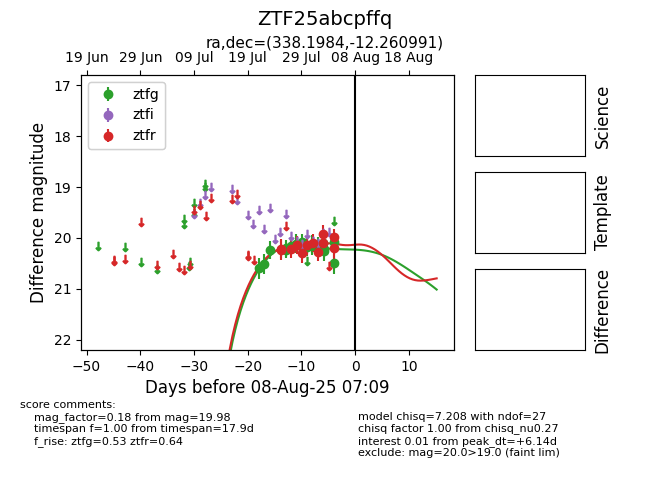 ZTF25abcpffq
ra,dec=(338.1984,-12.260991)
19 Jun 29 Jun 09 Jul 19 Jul 29 Jul 08 Aug 18 Aug
ztfg
ztfi
ztfr
17
18
19
20
21
22
Difference magnitude
−50 −40 −30 −20 −10 0 10
Days before 08-Aug-25 07:09
Science
Template
Difference
score comments:
mag_factor=0.18 from mag=19.98
timespan f=1.00 from timespan=17.9d
f_rise: ztfg=0.53 ztfr=0.64
model chisq=7.208 with ndof=27
chisq factor 1.00 from chisq_nu0.27
interest 0.01 from peak_dt=+6.14d
exclude: mag=20.0>19.0 (faint lim)